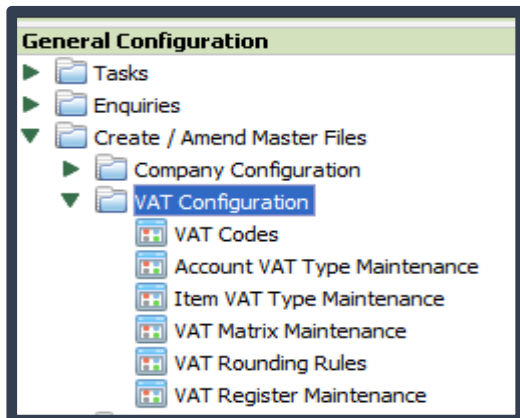 General Configuration
Tasks
Enquiries
Create / Amend Master Files
Company Configuration
VAT Configuration
VAT Codes
Account VAT Type Maintenance
Item VAT Type Maintenance
VAT Matrix Maintenance
VAT Rounding Rules
VAT Register Maintenance